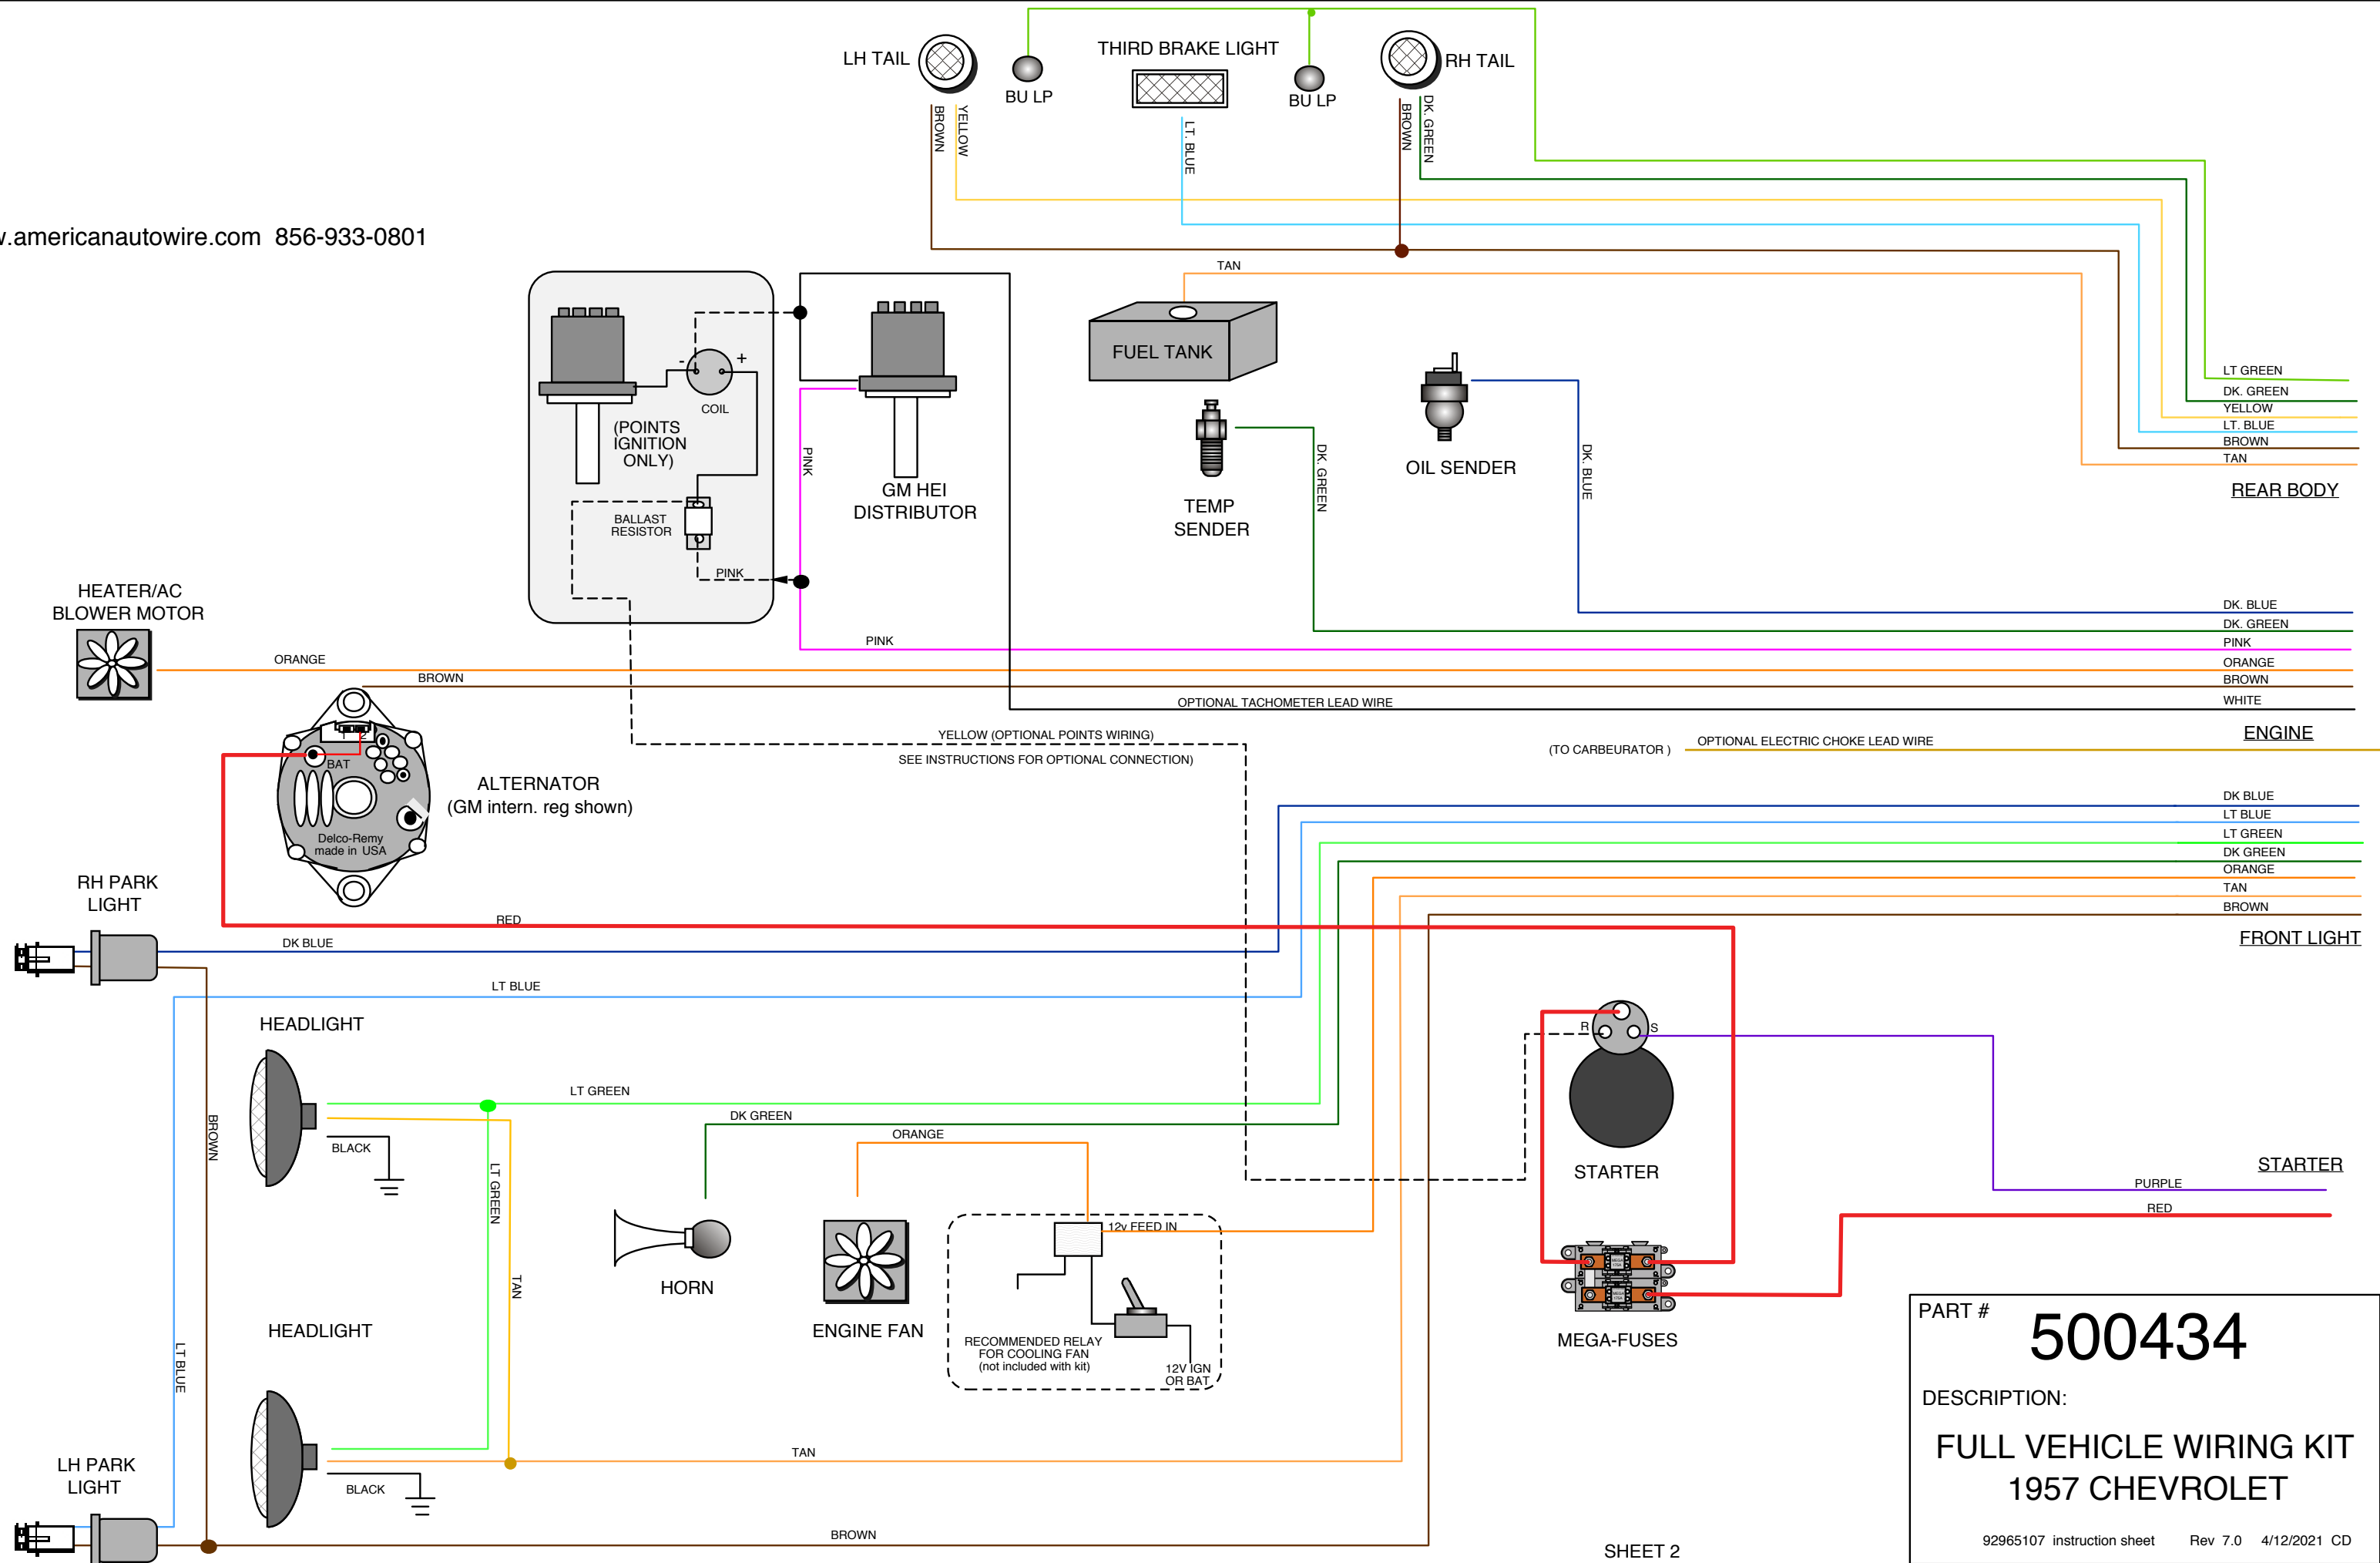 LH TAIL
BU LP
THIRD BRAKE LIGHT
BU LP
RH TAIL
BROWN
YELLOW
LT. BLUE
BROWN
DK. GREEN
.americanautowire.com 856-933-0801
TAN
- +
COIL
(POINTS
IGNITION
ONLY)
BALLAST
RESISTOR
PINK
PINK
GM HEI
DISTRIBUTOR
FUEL TANK
TEMP
SENDER
DK. GREEN
OIL SENDER
DK. BLUE
LT GREEN
DK. GREEN
YELLOW
LT. BLUE
BROWN
TAN
REAR BODY
HEATER/AC
BLOWER MOTOR
ORANGE
BROWN
PINK
OPTIONAL TACHOMETER LEAD WIRE
DK. BLUE
DK. GREEN
PINK
ORANGE
BROWN
WHITE
ENGINE
YELLOW (OPTIONAL POINTS WIRING)
SEE INSTRUCTIONS FOR OPTIONAL CONNECTION)
(TO CARBEURATOR )
OPTIONAL ELECTRIC CHOKE LEAD WIRE
1 2
BAT
Delco-Remy
made in USA
ALTERNATOR
(GM intern. reg shown)
DK BLUE
LT BLUE
LT GREEN
DK GREEN
ORANGE
TAN
BROWN
FRONT LIGHT
RH PARK
LIGHT
RED
DK BLUE
LT BLUE
HEADLIGHT
BROWN
BLACK
LT GREEN
LT GREEN
DK GREEN
ORANGE
TAN
HORN
ENGINE FAN
12v FEED IN
RECOMMENDED RELAY
FOR COOLING FAN
(not included with kit)
12V IGN
OR BAT
R S
STARTER
STARTER
PURPLE
RED
MEGA-FUSES
HEADLIGHT
LT BLUE
BLACK
TAN
LH PARK
LIGHT
BROWN
SHEET 2
PART #
500434
DESCRIPTION:
FULL VEHICLE WIRING KIT
1957 CHEVROLET
92965107 instruction sheet Rev 7.0 4/12/2021 CD